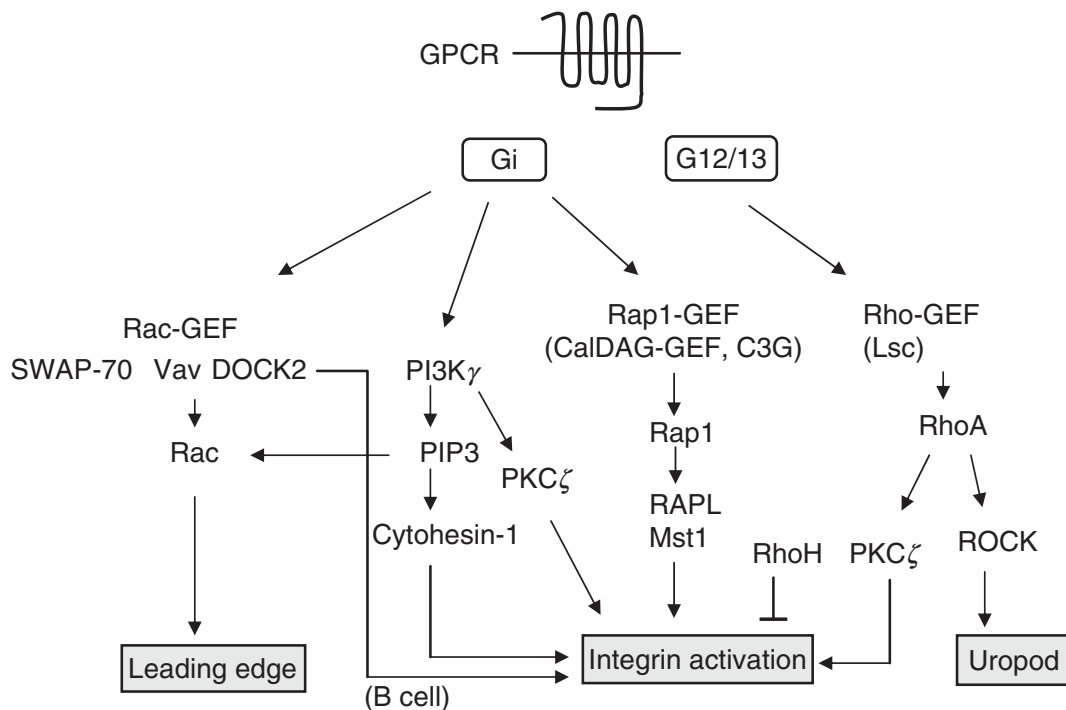 GPCR
Gi
G12/13
Rac-GEF
SWAP-70 Vav DOCK2
Rac
Leading edge
PI3Kγ
PIP3
PKCζ
Cytohesin-1
(B cell)
Rap1-GEF
(CalDAG-GEF, C3G)
Rap1
RAPL
Mst1
RhoH
Integrin activation
Rho-GEF
(Lsc)
RhoA
PKCζ
ROCK
Uropod